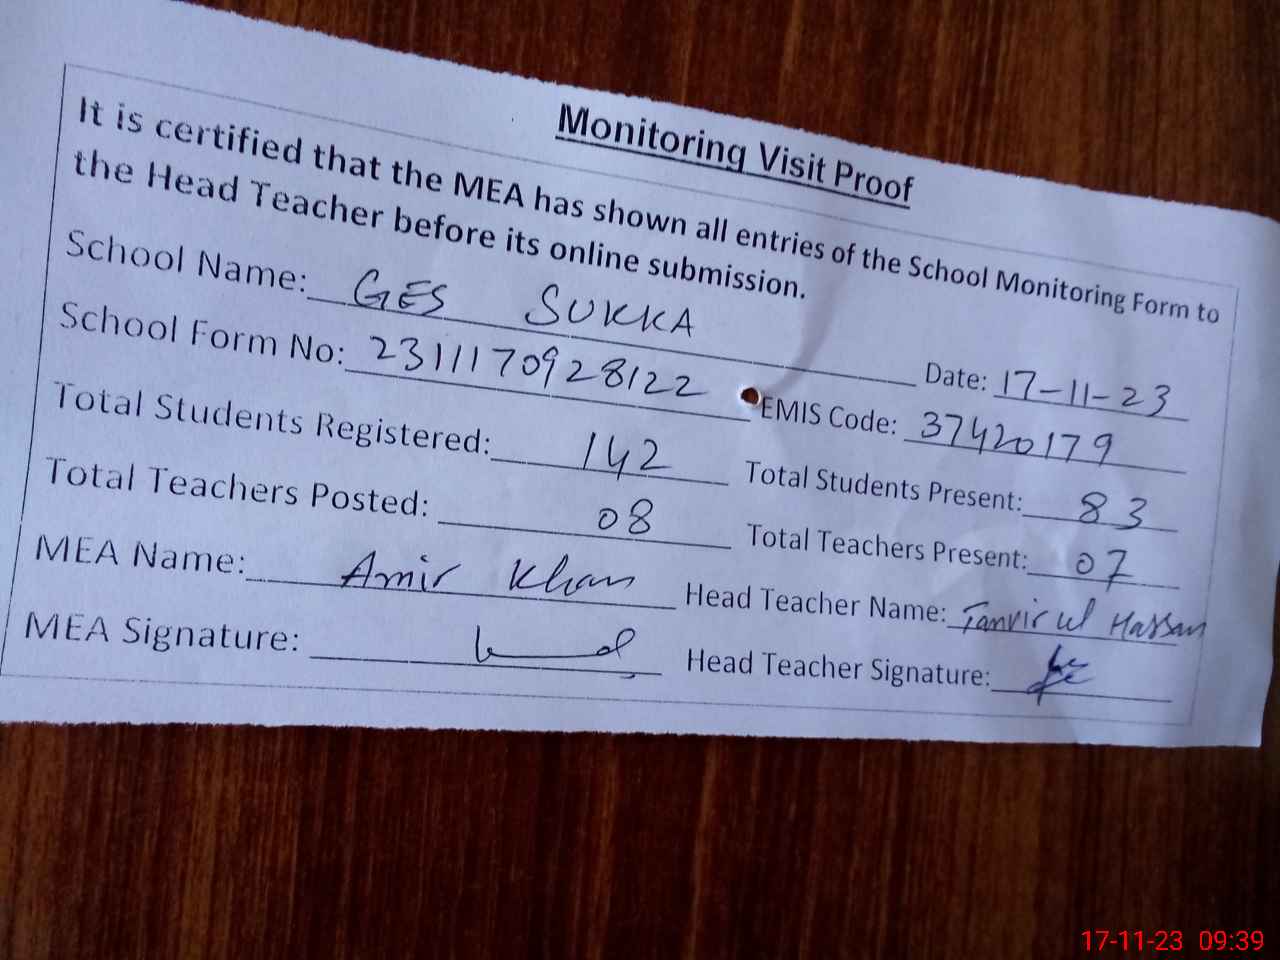 Monitoring Visit Proof
It is certified that the MEA has shown all entries of the School Monitoring Form to
the Head Teacher before its online submission.
School Name: GES SUKKA Date: 17-11-23
School Form No: 2311170928122 EMIS Code: 37420179
Total Students Registered: 142 Total Students Present: 83
Total Teachers Posted: 08 Total Teachers Present: 07
MEA Name: Amir Khan Head Teacher Name: Tanvir ul Hassan
MEA Signature: Head Teacher Signature:
17-11-23 09:39